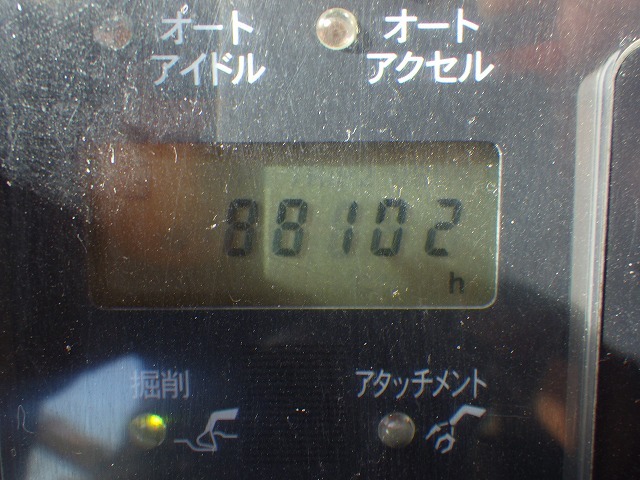 オート
アイドル
オート
アクセル
88102
h
掘削
アタッチメント